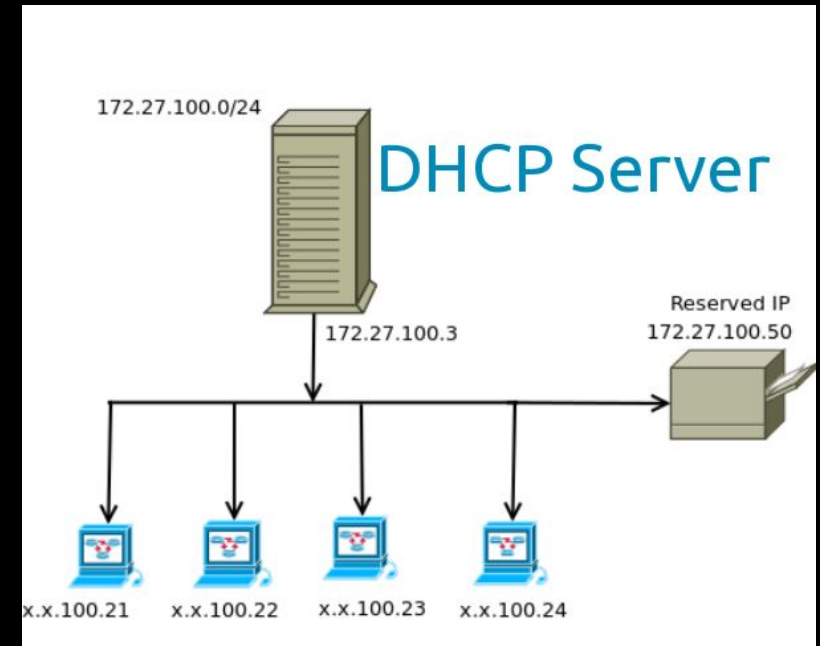 172.27.100.0/24
DHCP Server
Reserved IP
172.27.100.50
172.27.100.3
x.x.100.21
x.x.100.22
x.x.100.23
x.x.100.24